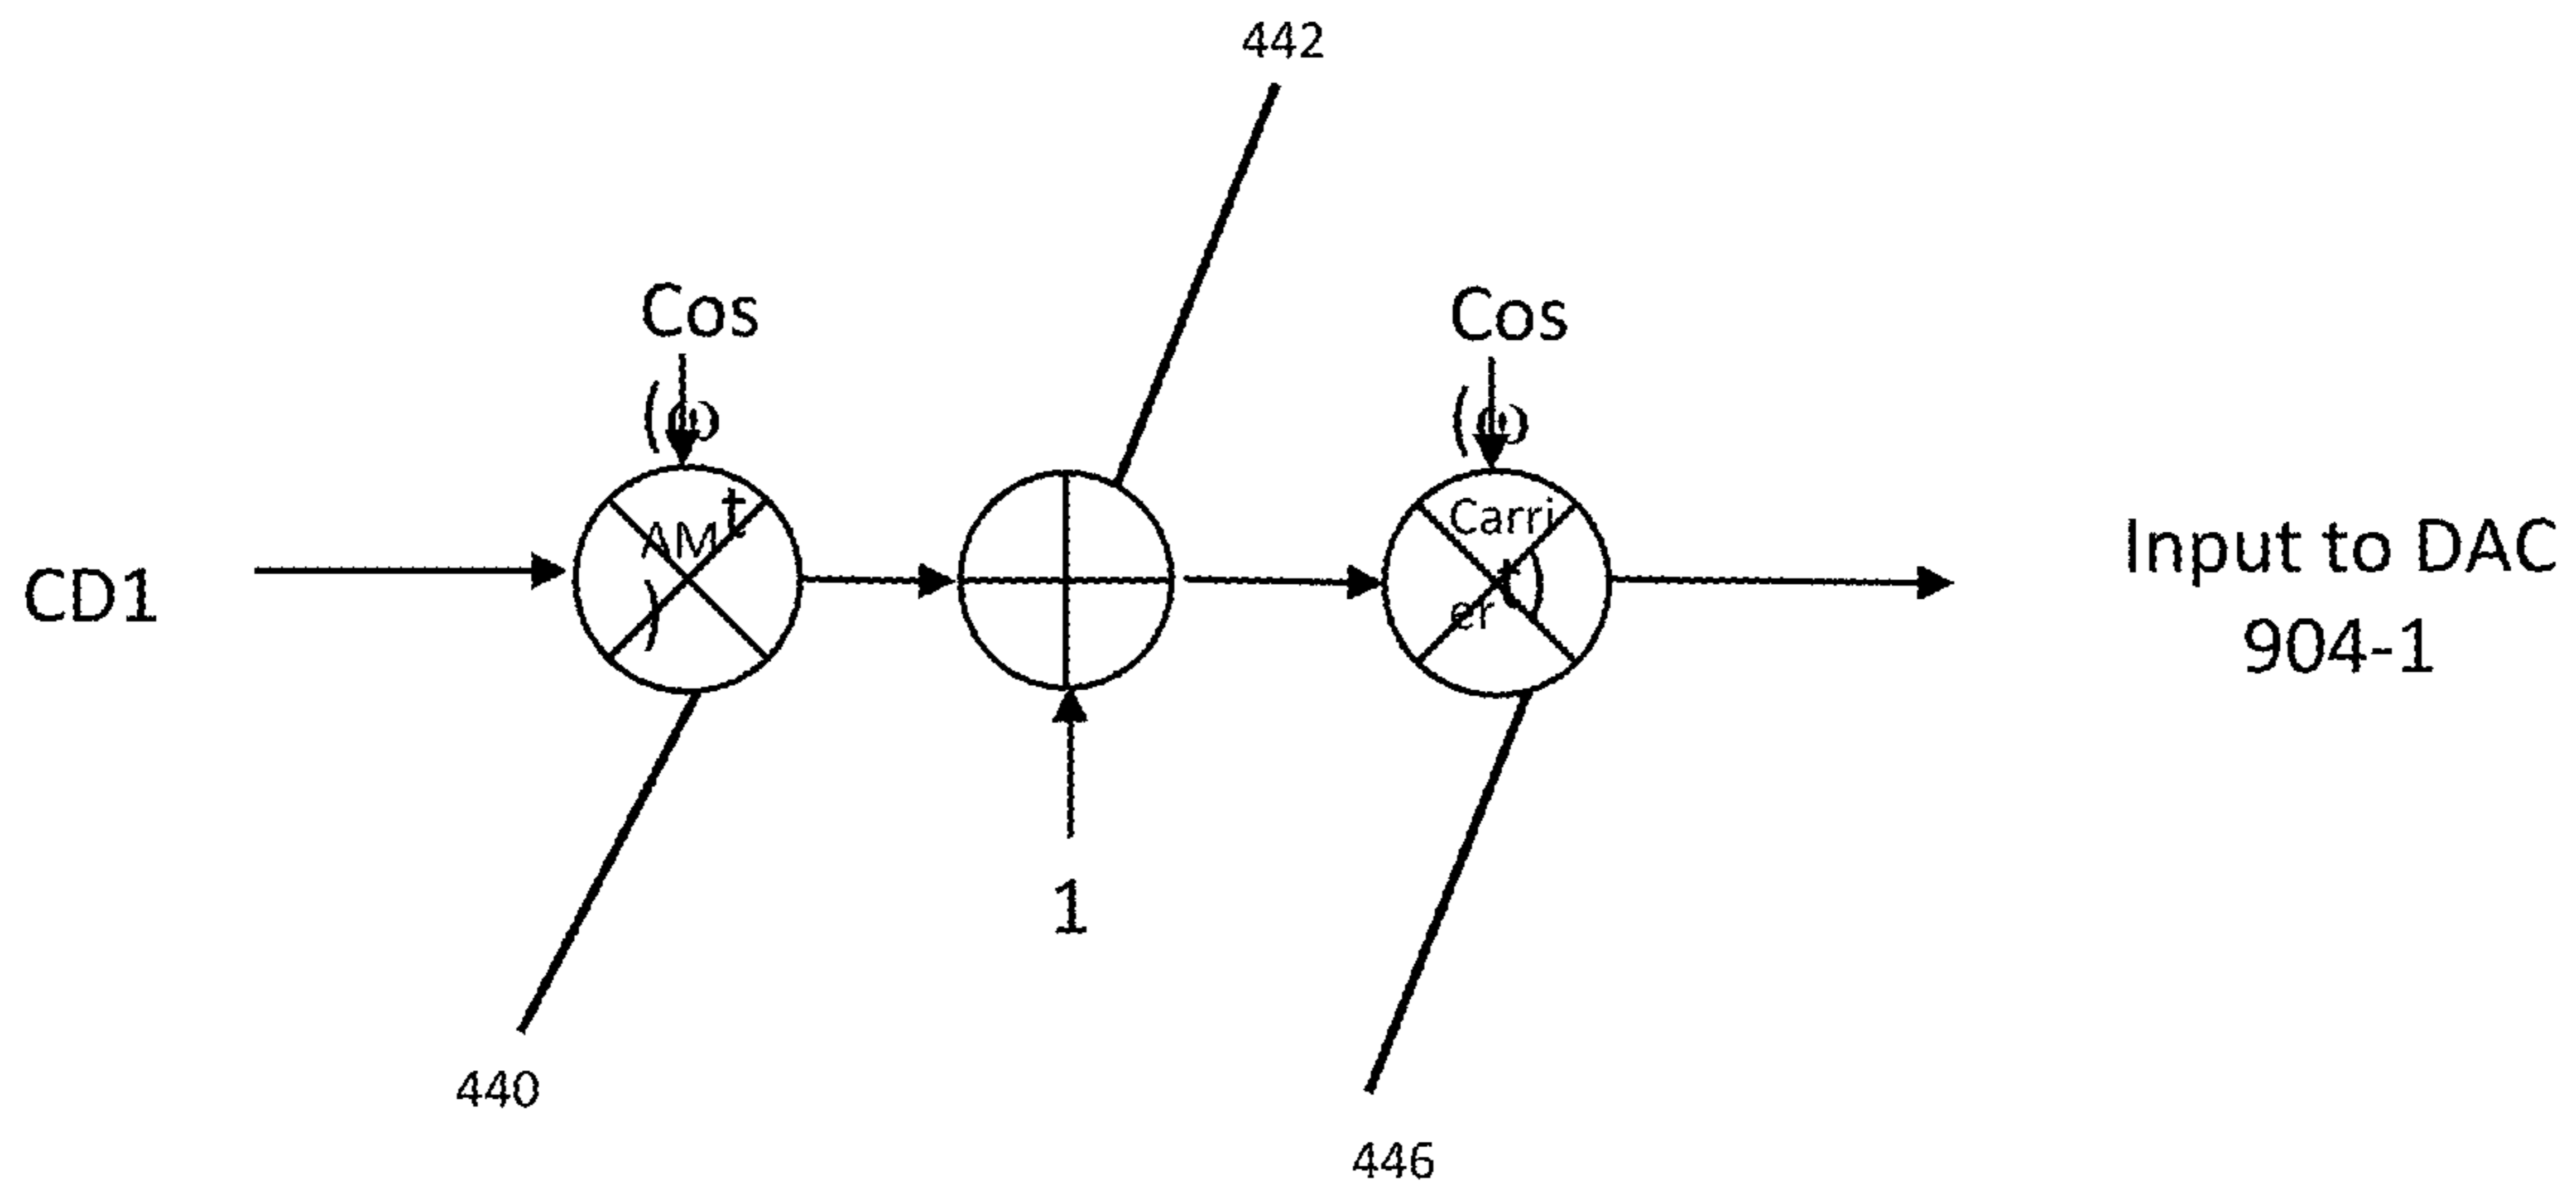 442
Cos
(ω
AM t
)
Cos
(ω
Carri
er t)
CD1
Input to DAC
904-1
1
440
446